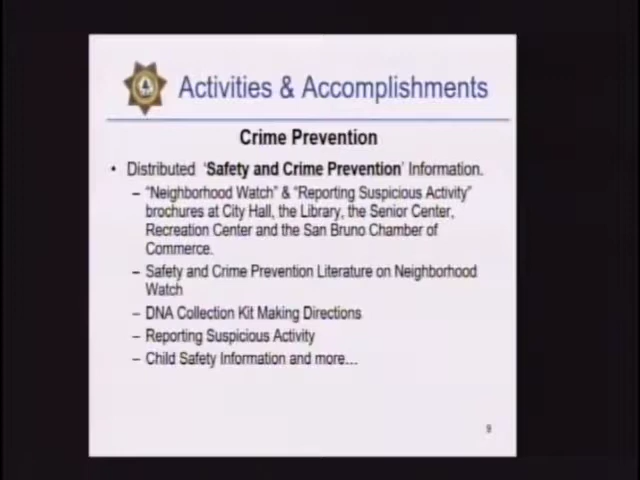 Activities & Accomplishments
Crime Prevention
• Distributed 'Safety and Crime Prevention' Information.
– "Neighborhood Watch" & "Reporting Suspicious Activity"
brochures at City Hall, the Library, the Senior Center,
Recreation Center and the San Bruno Chamber of
Commerce.
– Safety and Crime Prevention Literature on Neighborhood
Watch
– DNA Collection Kit Making Directions
– Reporting Suspicious Activity
– Child Safety Information and more...
9